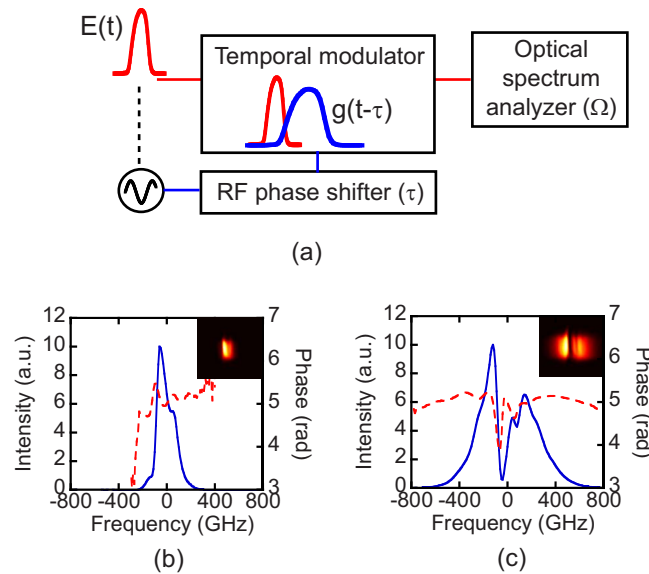 E(t)
Temporal modulator
g(t-τ)
Optical
spectrum
analyzer (Ω)
RF phase shifter (τ)
(a)
12
10
8
6
4
2
0
Intensity (a.u.)
7
6
5
4
3
Phase (rad)
-800
-400
0
400
800
Frequency (GHz)
(b)
12
10
8
6
4
2
0
Intensity (a.u.)
7
6
5
4
3
Phase (rad)
-800
-400
0
400
800
Frequency (GHz)
(c)